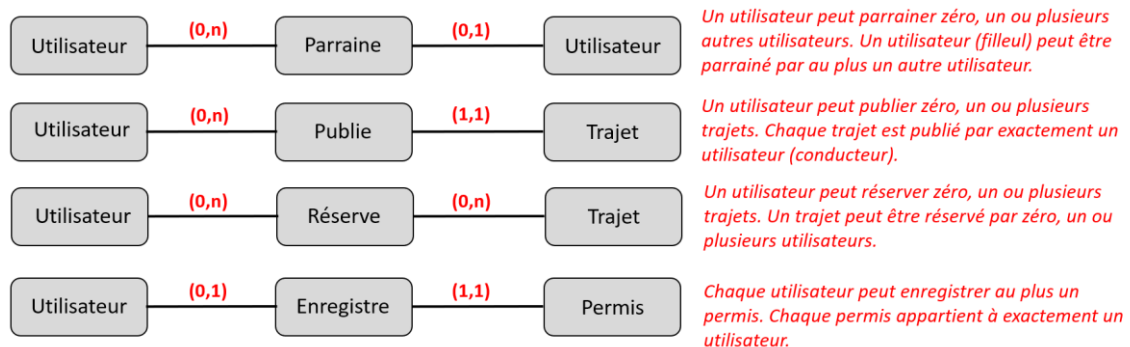 Utilisateur (0,n) Parraine (0,1) Utilisateur
Un utilisateur peut parrainer zéro, un ou plusieurs
autres utilisateurs. Un utilisateur (filleul) peut être
parrainé par au plus un autre utilisateur.
Utilisateur (0,n) Publie (1,1) Trajet
Un utilisateur peut publier zéro, un ou plusieurs
trajets. Chaque trajet est publié par exactement un
utilisateur (conducteur).
Utilisateur (0,n) Réserve (0,n) Trajet
Un utilisateur peut réserver zéro, un ou plusieurs
trajets. Un trajet peut être réservé par zéro, un ou
plusieurs utilisateurs.
Utilisateur (0,1) Enregistre (1,1) Permis
Chaque utilisateur peut enregistrer au plus un
permis. Chaque permis appartient à exactement un
utilisateur.